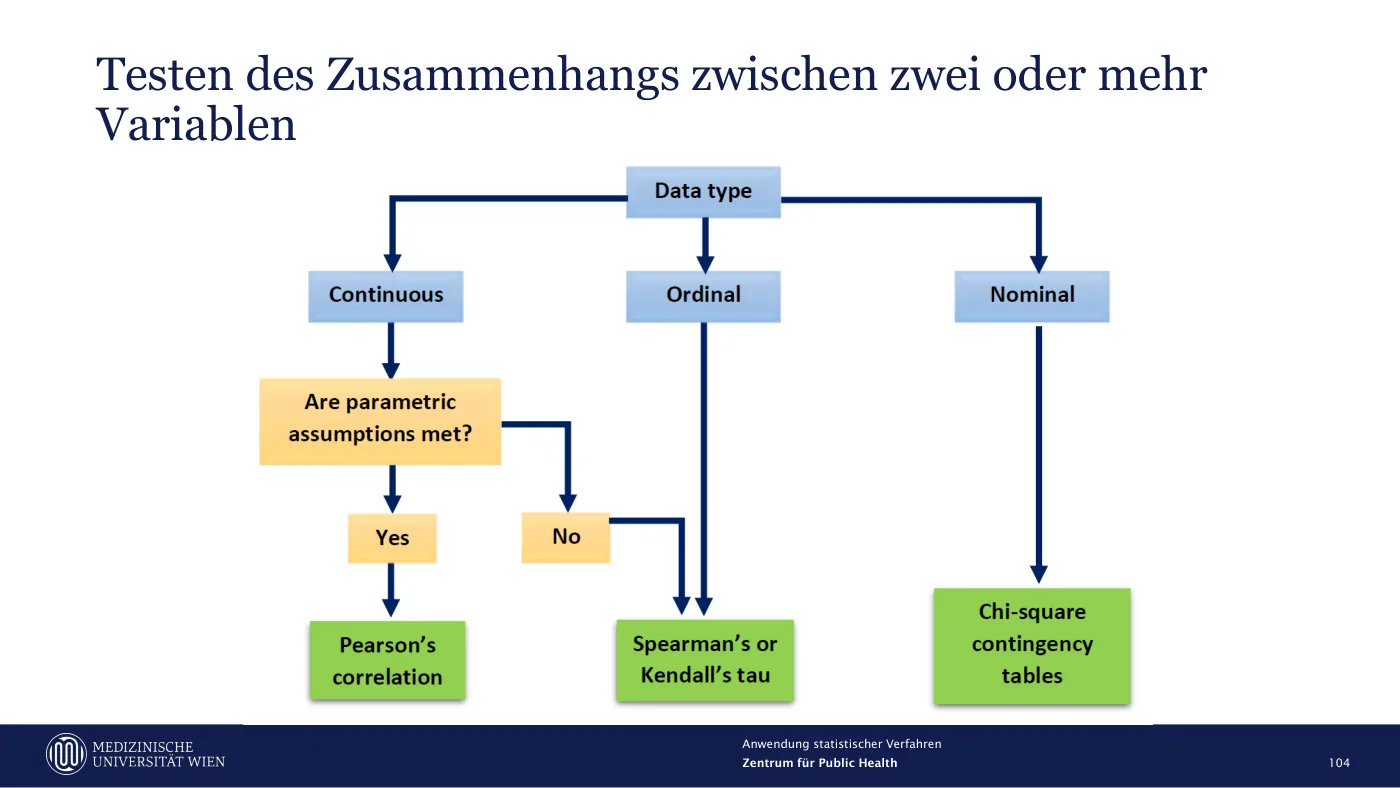 Testen des Zusammenhangs zwischen zwei oder mehr
Variablen
Data type
Continuous
Ordinal
Nominal
Are parametric
assumptions met?
Yes
No
Pearson’s
correlation
Spearman’s or
Kendall’s tau
Chi-square
contingency
tables
MEDIZINISCHE
UNIVERSITÄT WIEN
Anwendung statistischer Verfahren
Zentrum für Public Health
104